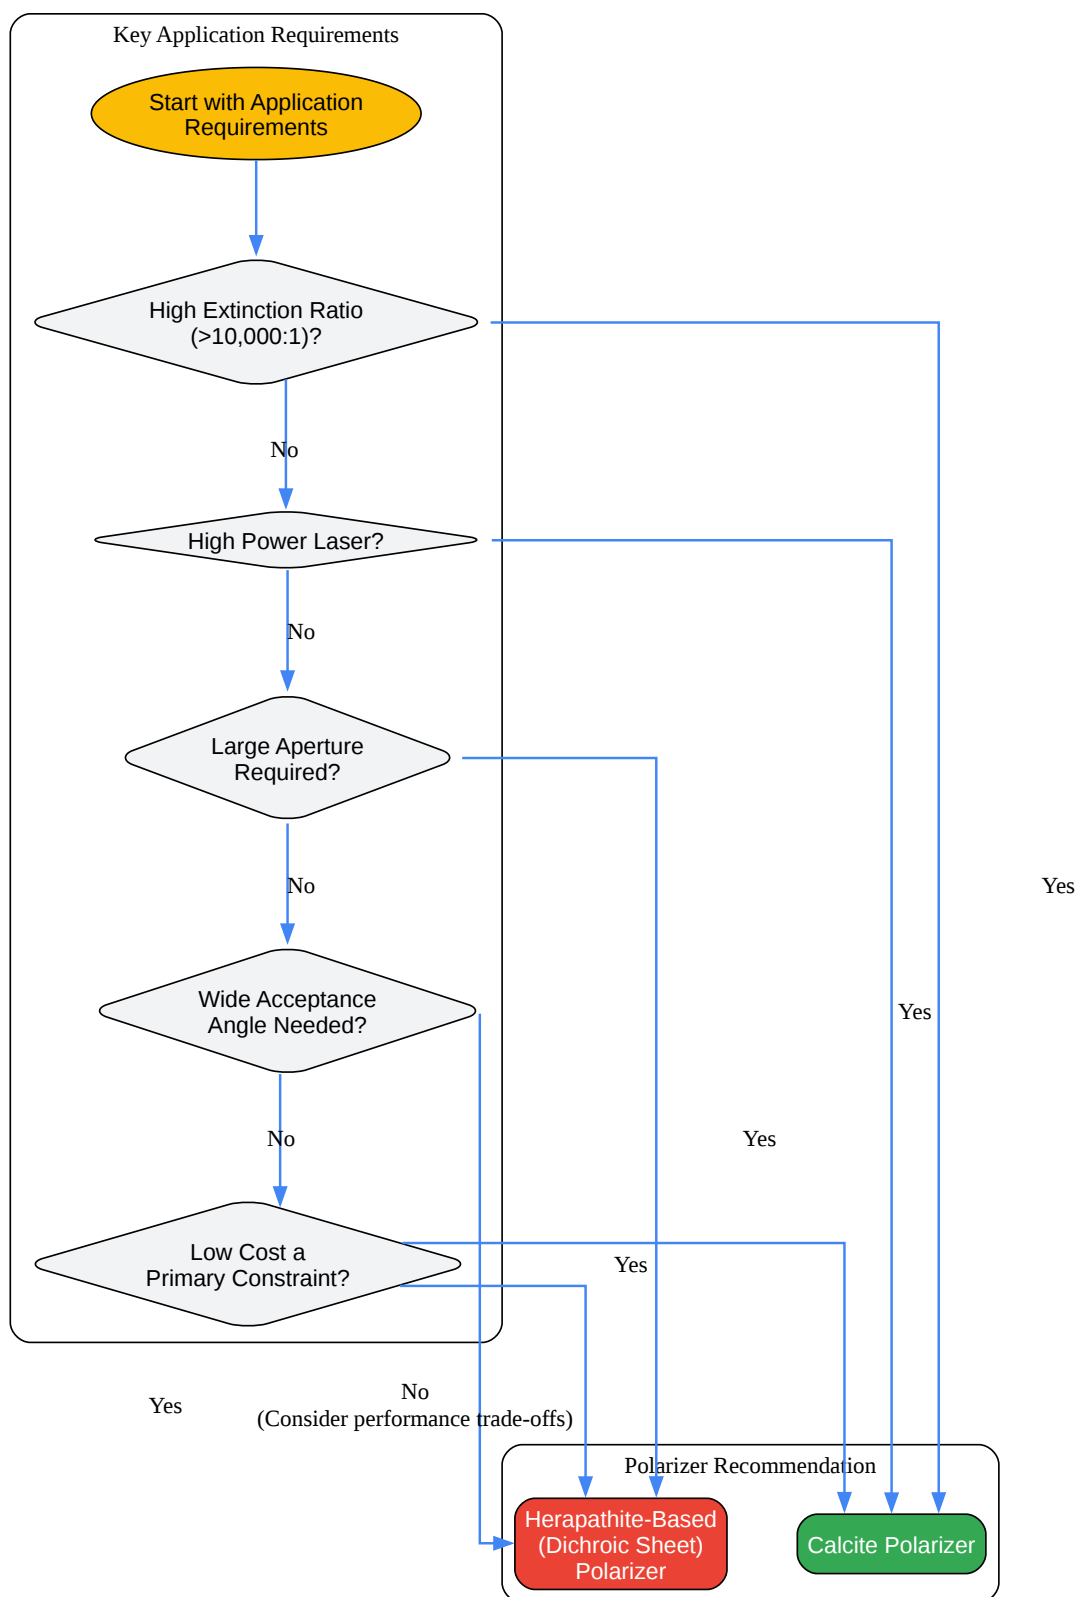 Key Application Requirements
Start with Application
Requirements
High Extinction Ratio
(>10,000:1)?
No
High Power Laser?
No
Large Aperture
Required?
No
Yes
Wide Acceptance
Angle Needed?
Yes
No
Yes
Low Cost a
Primary Constraint?
Yes
No
(Consider performance trade-offs)
Yes
Polarizer Recommendation
Herapathite-Based
(Dichroic Sheet)
Polarizer
Calcite Polarizer